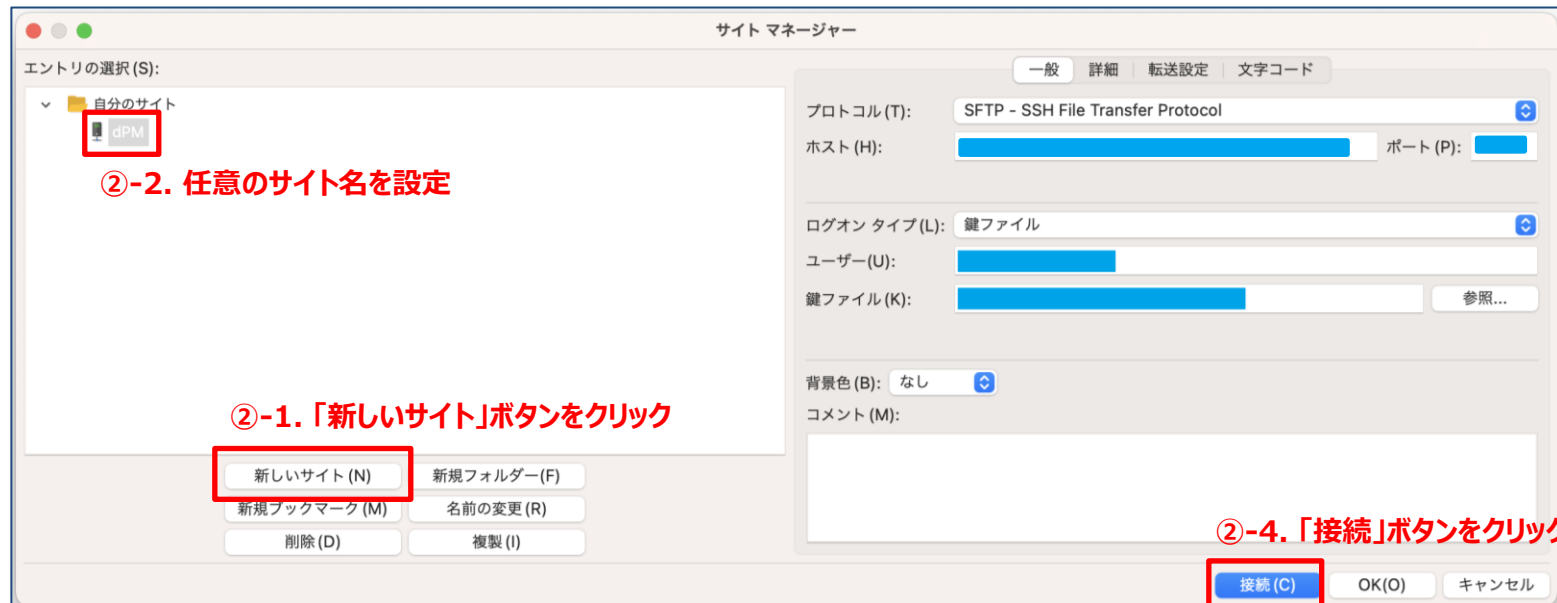 サイト マネージャー
エントリの選択(S):
自分のサイト
dPM
②-2. 任意のサイト名を設定
②-1.「新しいサイト」ボタンをクリック
新しいサイト(N) 新規フォルダー(F)
新規ブックマーク(M) 名前の変更(R)
削除(D) 複製(I)
一般 詳細 転送設定 文字コード
プロトコル(T): SFTP - SSH File Transfer Protocol
ホスト(H): ポート(P):
ログオン タイプ(L): 鍵ファイル
ユーザー(U):
鍵ファイル(K): 参照...
背景色(B): なし
コメント(M):
②-4.「接続」ボタンをクリック
接続(C) OK(O) キャンセル